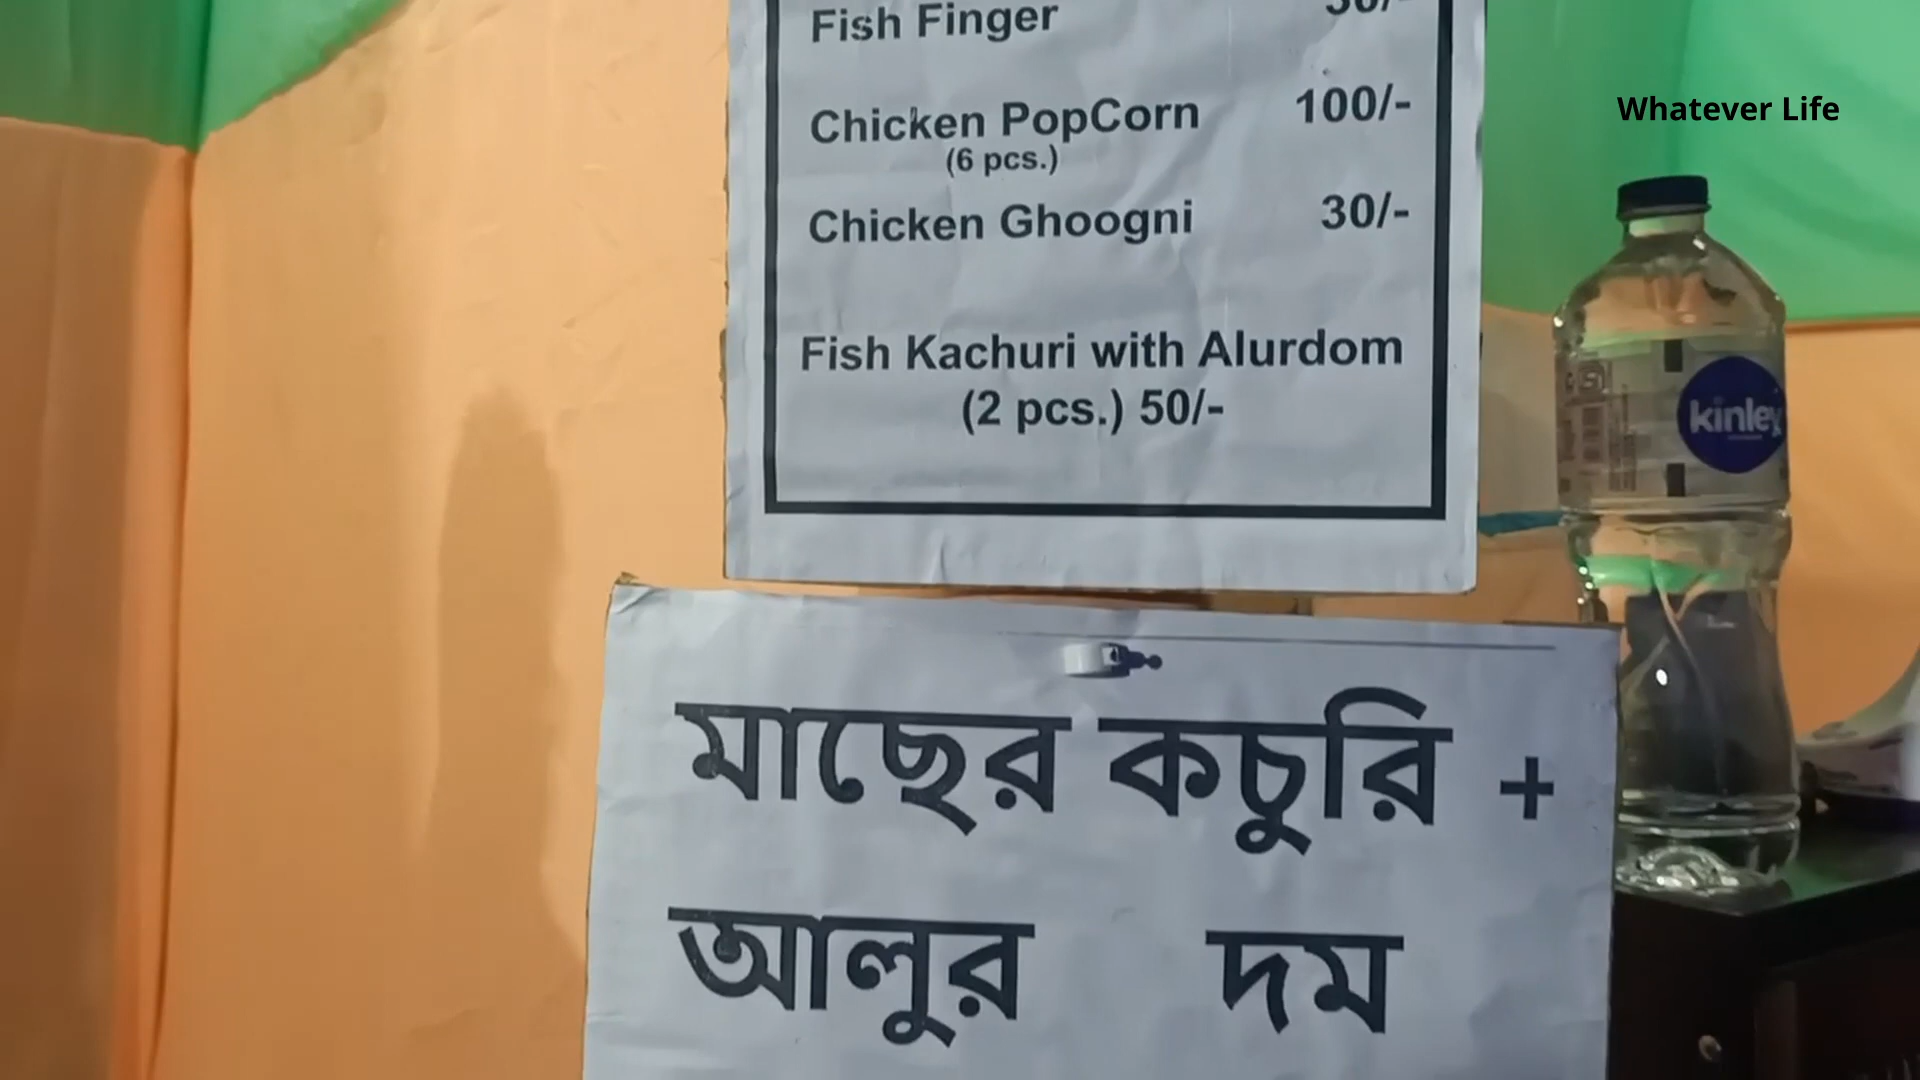 Fish Finger
Chicken PopCorn 100/-
(6 pcs.)
Chicken Ghoogni 30/-
Fish Kachuri with Alurdom
(2 pcs.) 50/-
Whatever Life
kinley
মাছের কচুরি +
আলুর দম